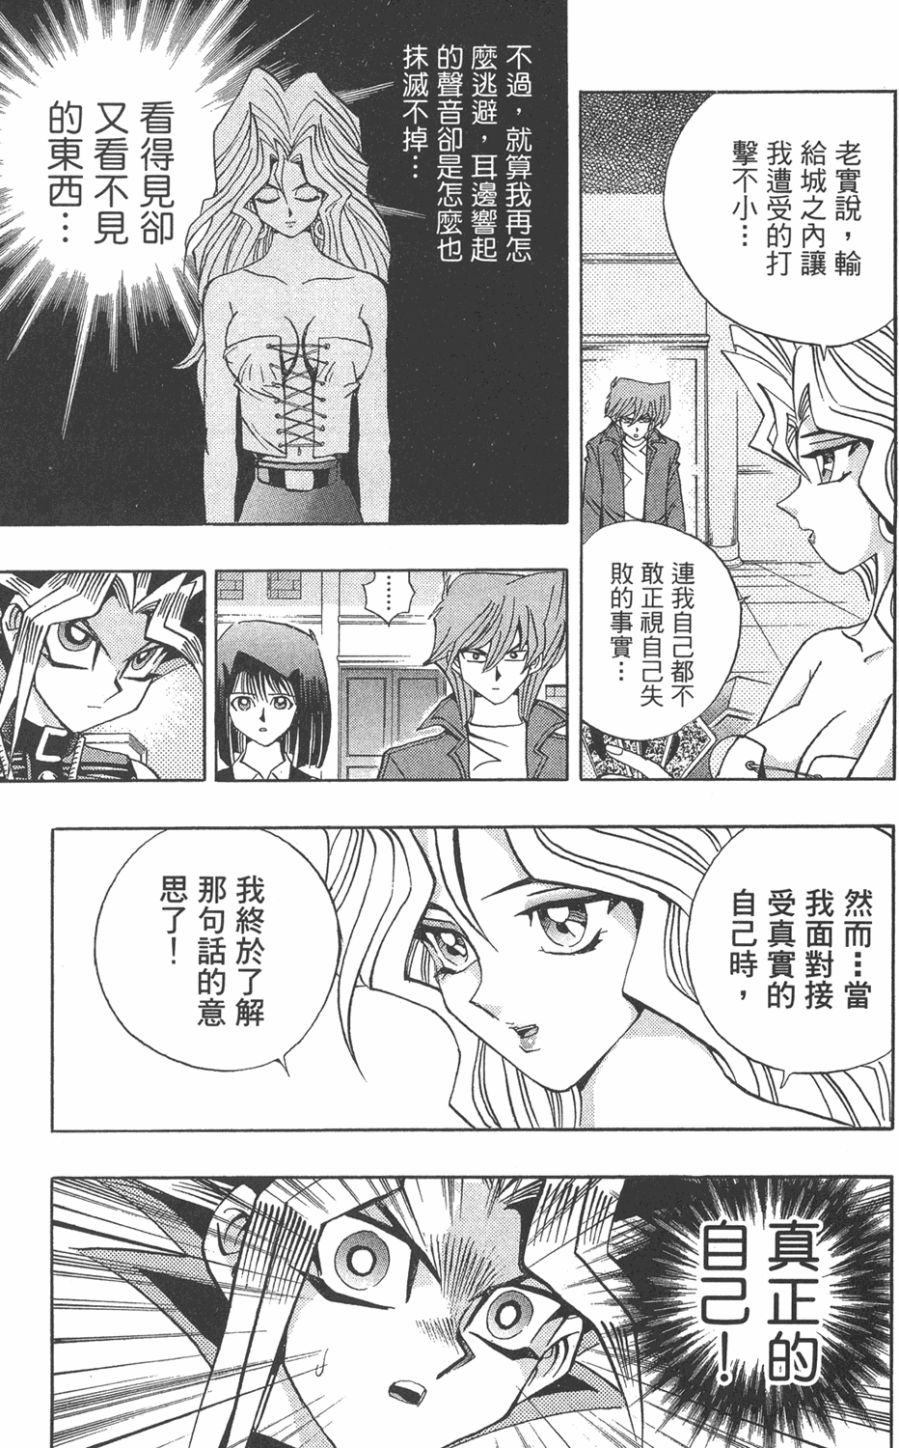 老實說，輸
給城之內讓
我遭受的打
擊不小…
連我自己都不
敢正視自己失
敗的事實…
不過，就算我再怎
麼逃避，耳邊響起
的聲音卻是怎麼也
抹滅不掉…
看得見卻
又看不見
的東西…
……
然而…當
我面對接
受真實的
自己時，
我終於了解
那句話的意
思了！
真正的
自己！